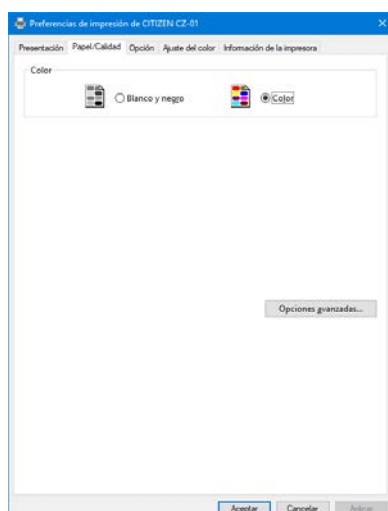 Preferencias de impresión de CITIZEN CZ-01
Presentación Papel/Calidad Opción Ajuste del color Información de la impresora
Color
Blanco y negro Color
Opciones avanzadas...
Aceptar Cancelar Aplicar